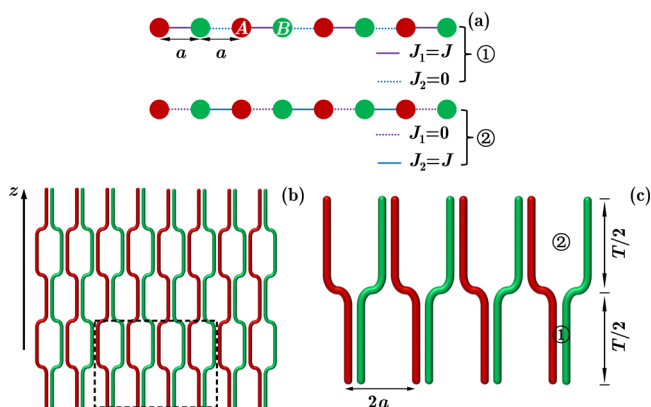 (a)
A B
a a
J₁=J
①
J₂=0
J₁=0
②
J₂=J
(b)
(c)
z
②
T/2
①
T/2
2a